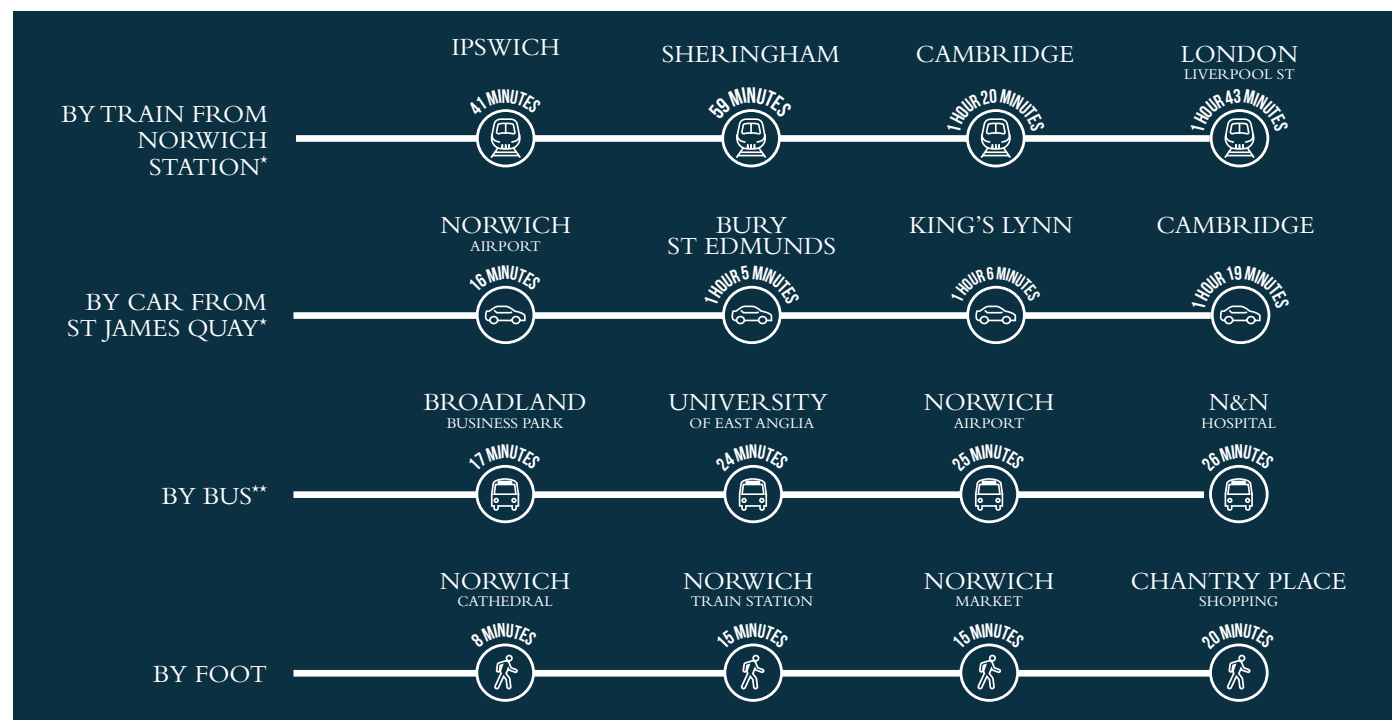 IPSWICH
SHERINGHAM
CAMBRIDGE
LONDON
LIVERPOOL ST
BY TRAIN FROM
NORWICH
STATION*
41 MINUTES
59 MINUTES
1 HOUR 20 MINUTES
1 HOUR 43 MINUTES
NORWICH
AIRPORT
BURY
ST EDMUNDS
KING'S LYNN
CAMBRIDGE
BY CAR FROM
ST JAMES QUAY*
16 MINUTES
1 HOUR 5 MINUTES
1 HOUR 6 MINUTES
1 HOUR 19 MINUTES
BROADLAND
BUSINESS PARK
UNIVERSITY
OF EAST ANGLIA
NORWICH
AIRPORT
N&N
HOSPITAL
BY BUS**
17 MINUTES
24 MINUTES
25 MINUTES
26 MINUTES
NORWICH
CATHEDRAL
NORWICH
TRAIN STATION
NORWICH
MARKET
CHANTRY PLACE
SHOPPING
BY FOOT
8 MINUTES
15 MINUTES
15 MINUTES
20 MINUTES